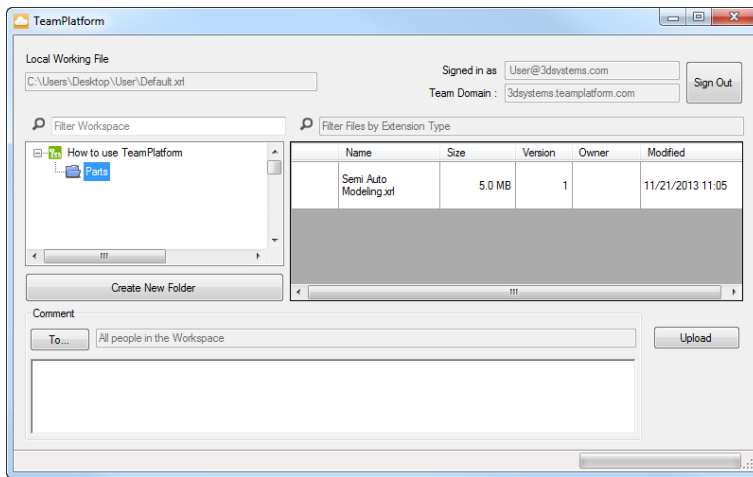 TeamPlatform
Local Working File
C:\Users\Desktop\User\Default.xrl
Signed in as User@3dsystems.com
Team Domain : 3dsystems.teamplatform.com
Sign Out
Filter Workspace
Filter Files by Extension Type
How to use TeamPlatform
Parts
Name Size Version Owner Modified
Semi Auto
Modeling.xrl
5.0 MB 1 11/21/2013 11:05
Create New Folder
Comment
To... All people in the Workspace
Upload